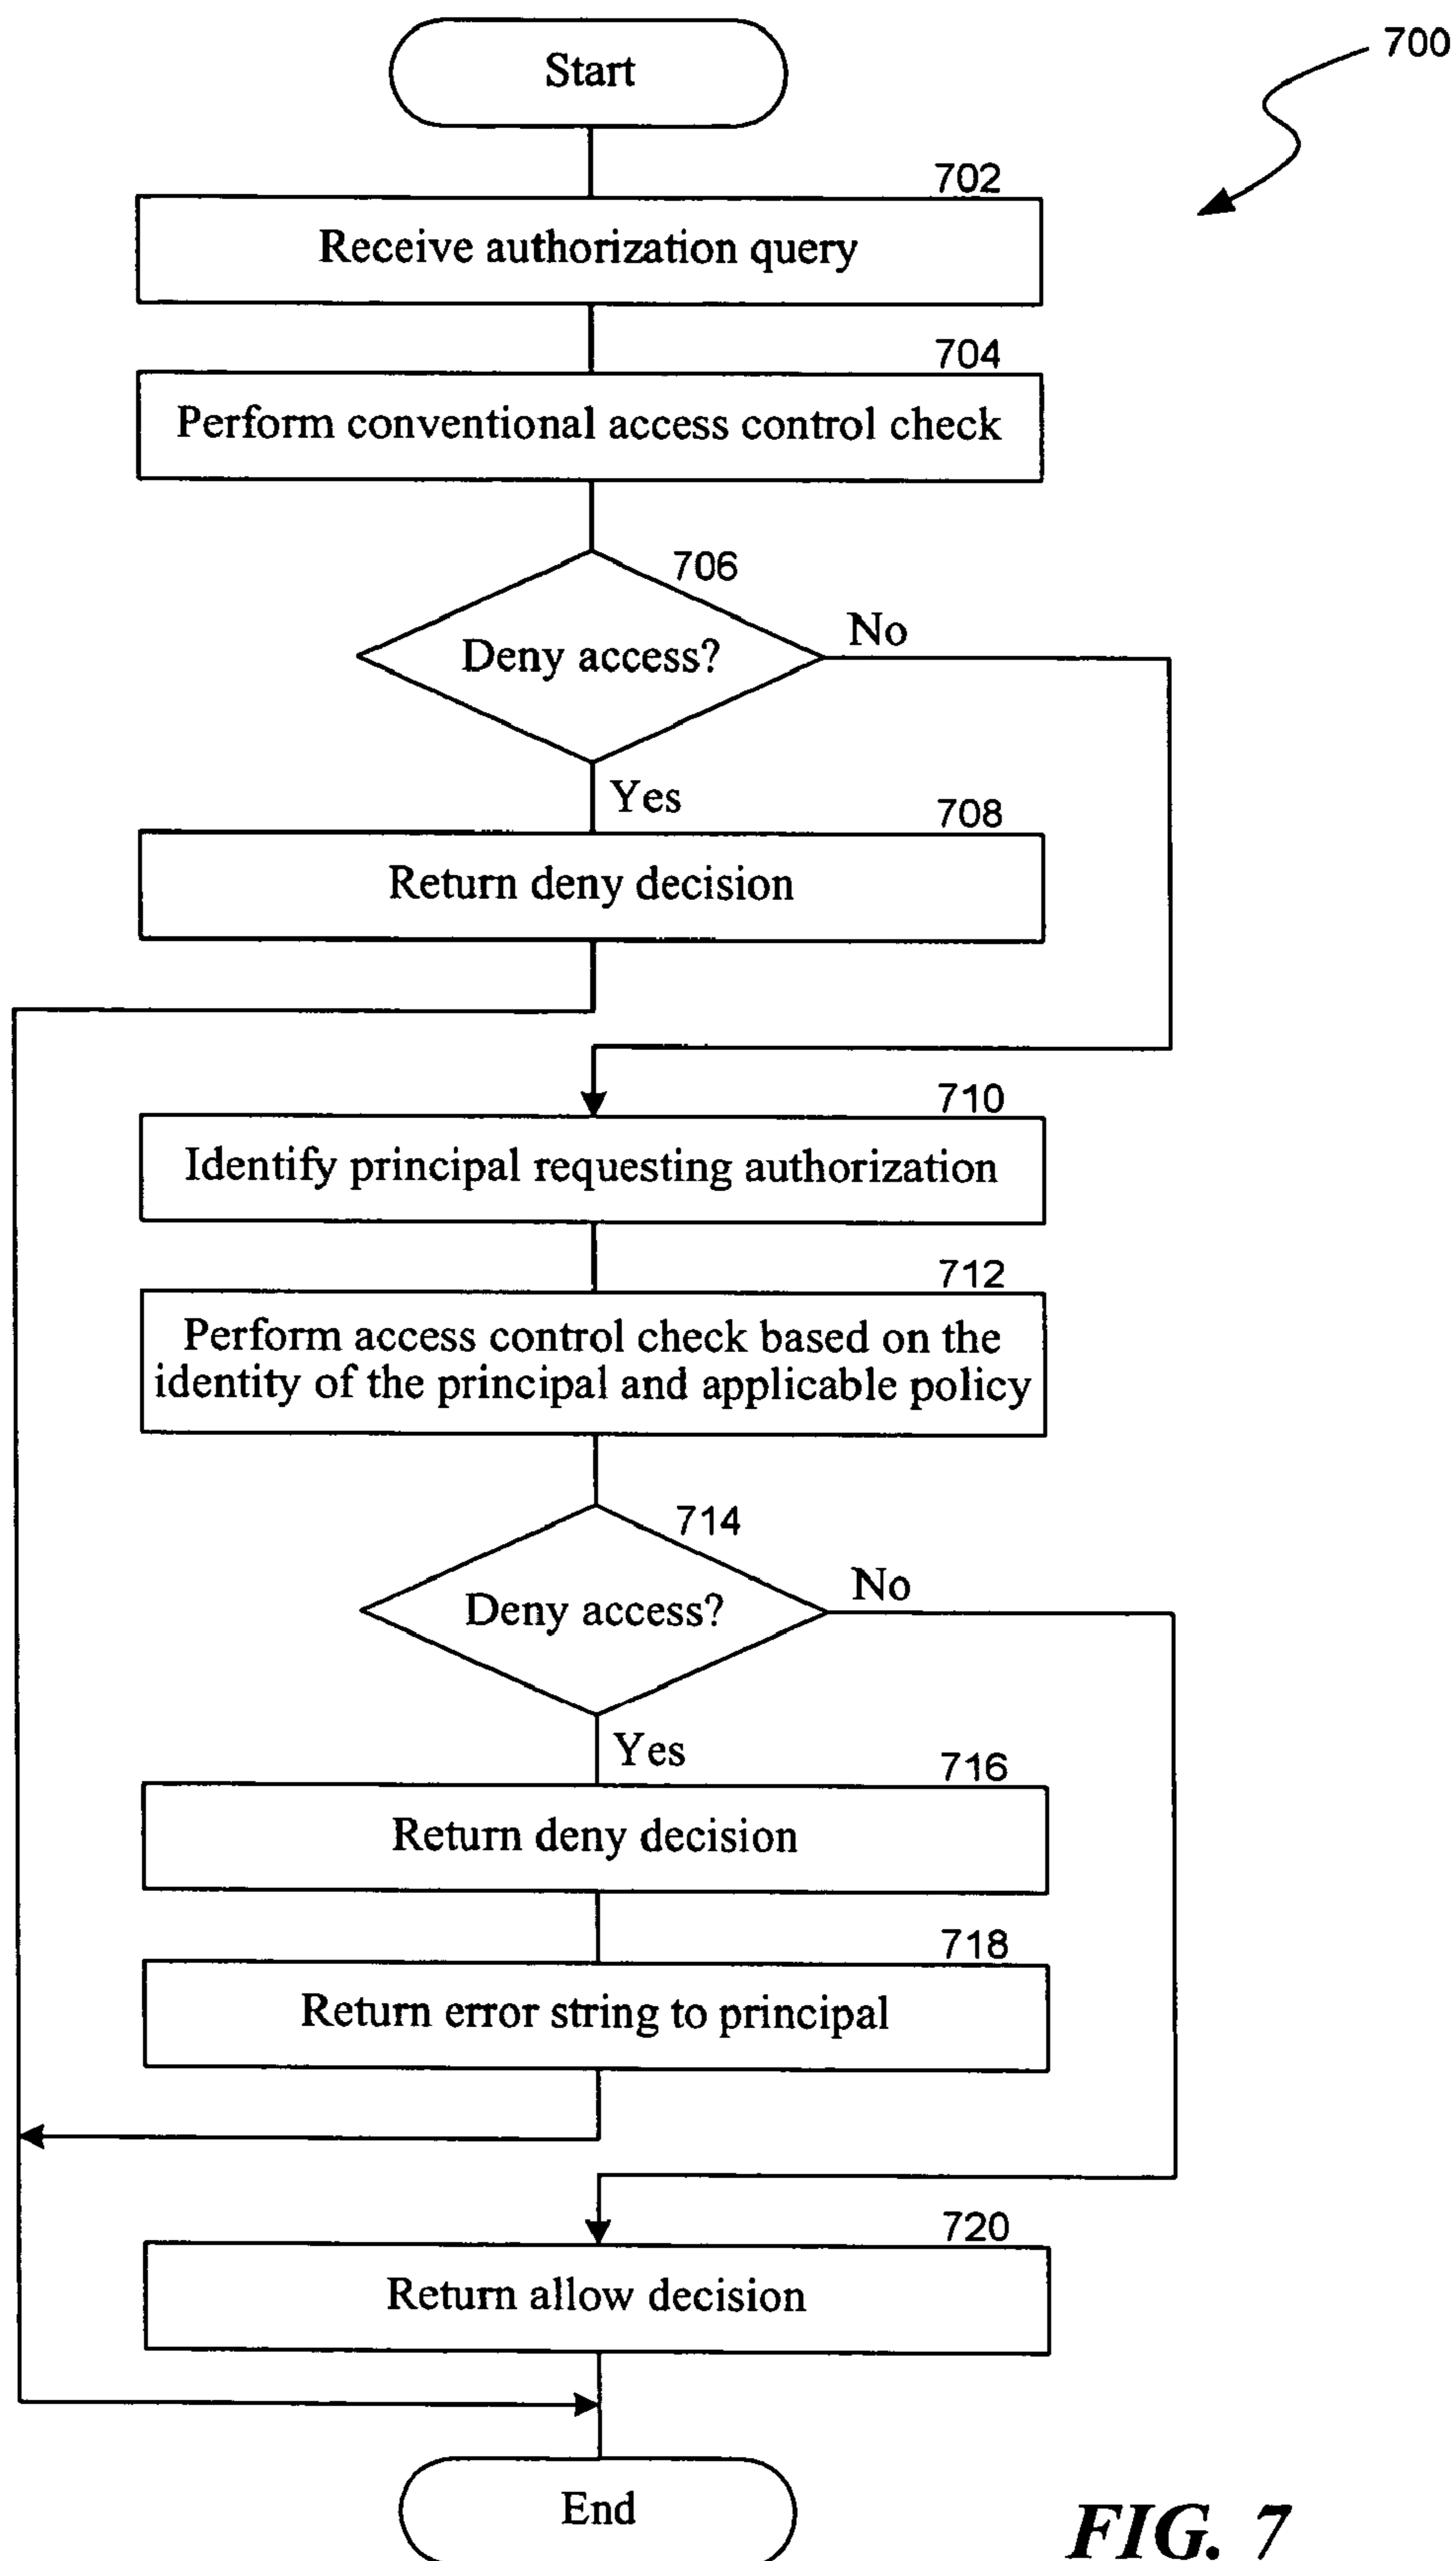 Start
700
702
Receive authorization query
704
Perform conventional access control check
706
Deny access?
No
Yes
708
Return deny decision
710
Identify principal requesting authorization
712
Perform access control check based on the
identity of the principal and applicable policy
714
Deny access?
No
Yes
716
Return deny decision
718
Return error string to principal
720
Return allow decision
End
FIG. 7